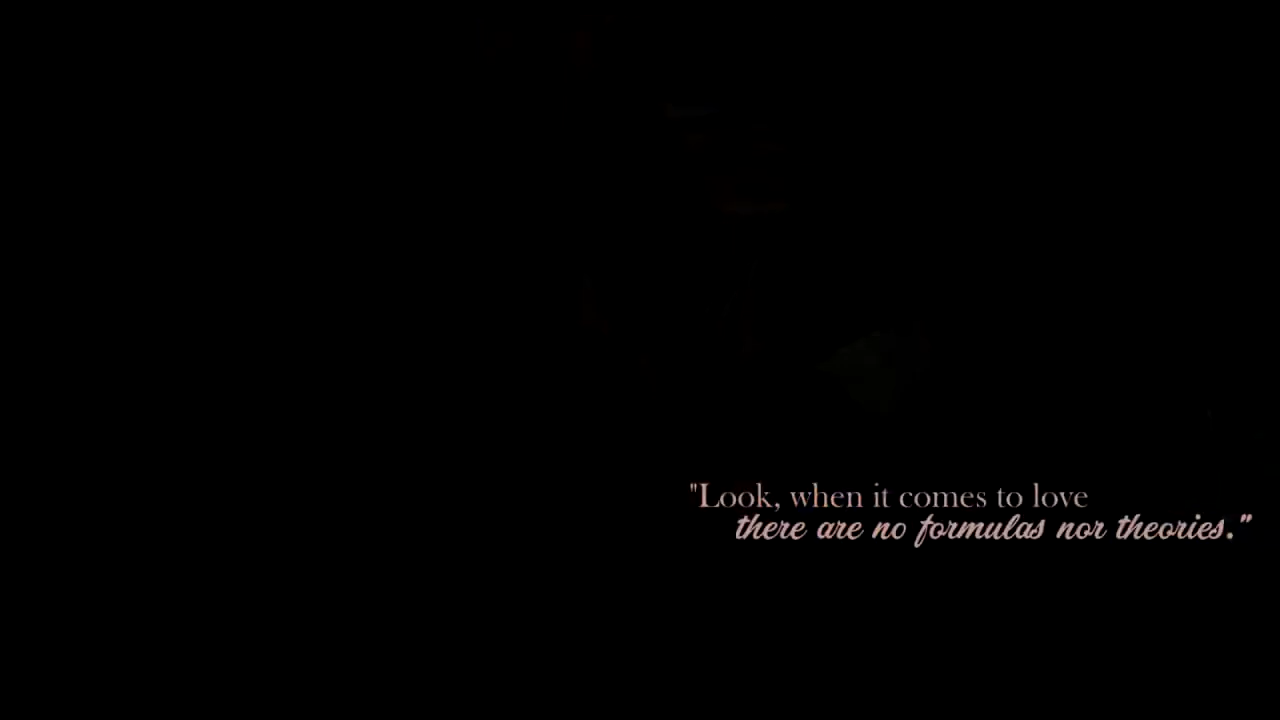 "Look, when it comes to love
there are no formulas nor theories."